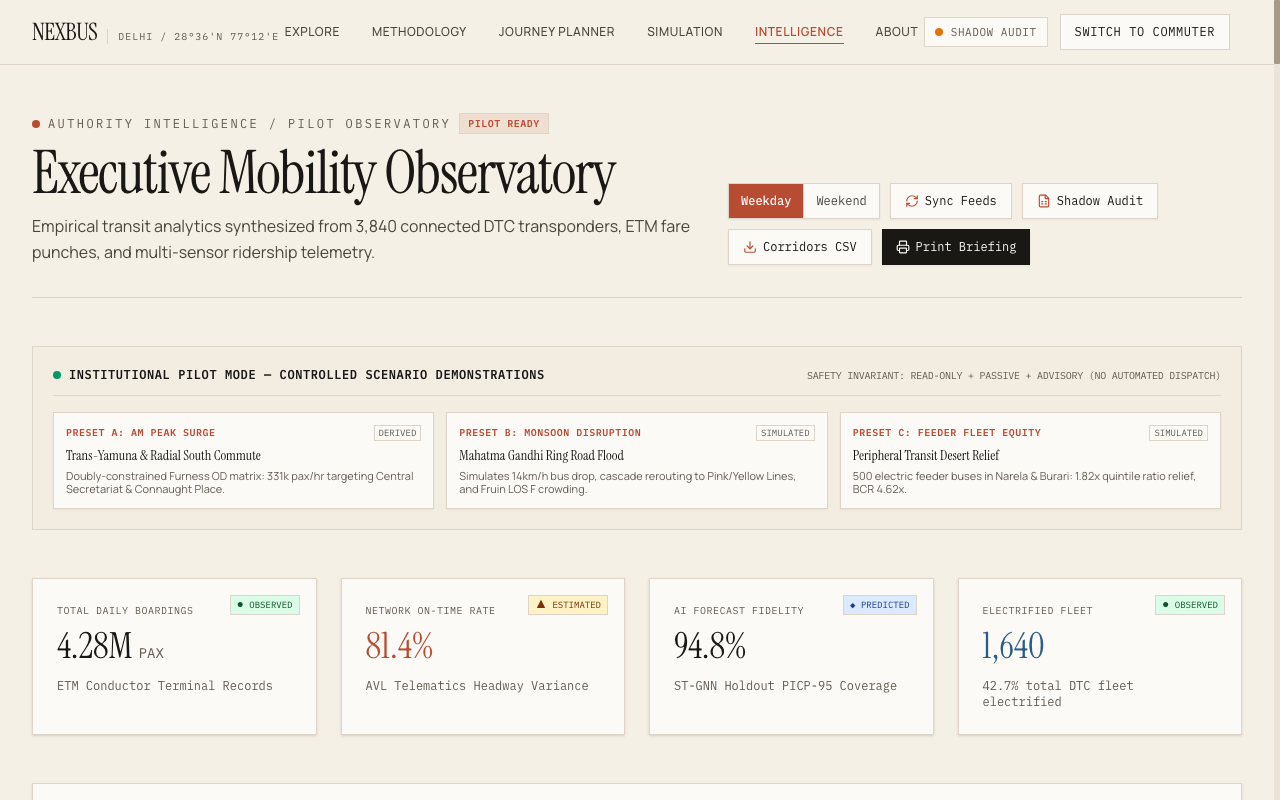 NEXBUS
DELHI / 28°36'N 77°12'E
EXPLORE
METHODOLOGY
JOURNEY PLANNER
SIMULATION
INTELLIGENCE
ABOUT
SHADOW AUDIT
SWITCH TO COMMUTER
AUTHORITY INTELLIGENCE / PILOT OBSERVATORY
PILOT READY
Executive Mobility Observatory
Empirical transit analytics synthesized from 3,840 connected DTC transponders, ETM fare
punches, and multi-sensor ridership telemetry.
Weekday
Weekend
Sync Feeds
Shadow Audit
Corridors CSV
Print Briefing
INSTITUTIONAL PILOT MODE — CONTROLLED SCENARIO DEMONSTRATIONS
SAFETY INVARIANT: READ-ONLY + PASSIVE + ADVISORY (NO AUTOMATED DISPATCH)
PRESET A: AM PEAK SURGE
DERIVED
Trans-Yamuna & Radial South Commute
Doubly-constrained Furness OD matrix: 331k pax/hr targeting Central
Secretariat & Connaught Place.
PRESET B: MONSOON DISRUPTION
SIMULATED
Mahatma Gandhi Ring Road Flood
Simulates 14km/h bus drop, cascade rerouting to Pink/Yellow Lines,
and Fruin LOS F crowding.
PRESET C: FEEDER FLEET EQUITY
SIMULATED
Peripheral Transit Desert Relief
500 electric feeder buses in Narela & Burari: 1.82x quintile ratio relief,
BCR 4.62x.
TOTAL DAILY BOARDINGS
OBSERVED
4.28M PAX
ETM Conductor Terminal Records
NETWORK ON-TIME RATE
ESTIMATED
81.4%
AVL Telematics Headway Variance
AI FORECAST FIDELITY
PREDICTED
94.8%
ST-GNN Holdout PICP-95 Coverage
ELECTRIFIED FLEET
OBSERVED
1,640
42.7% total DTC fleet
electrified